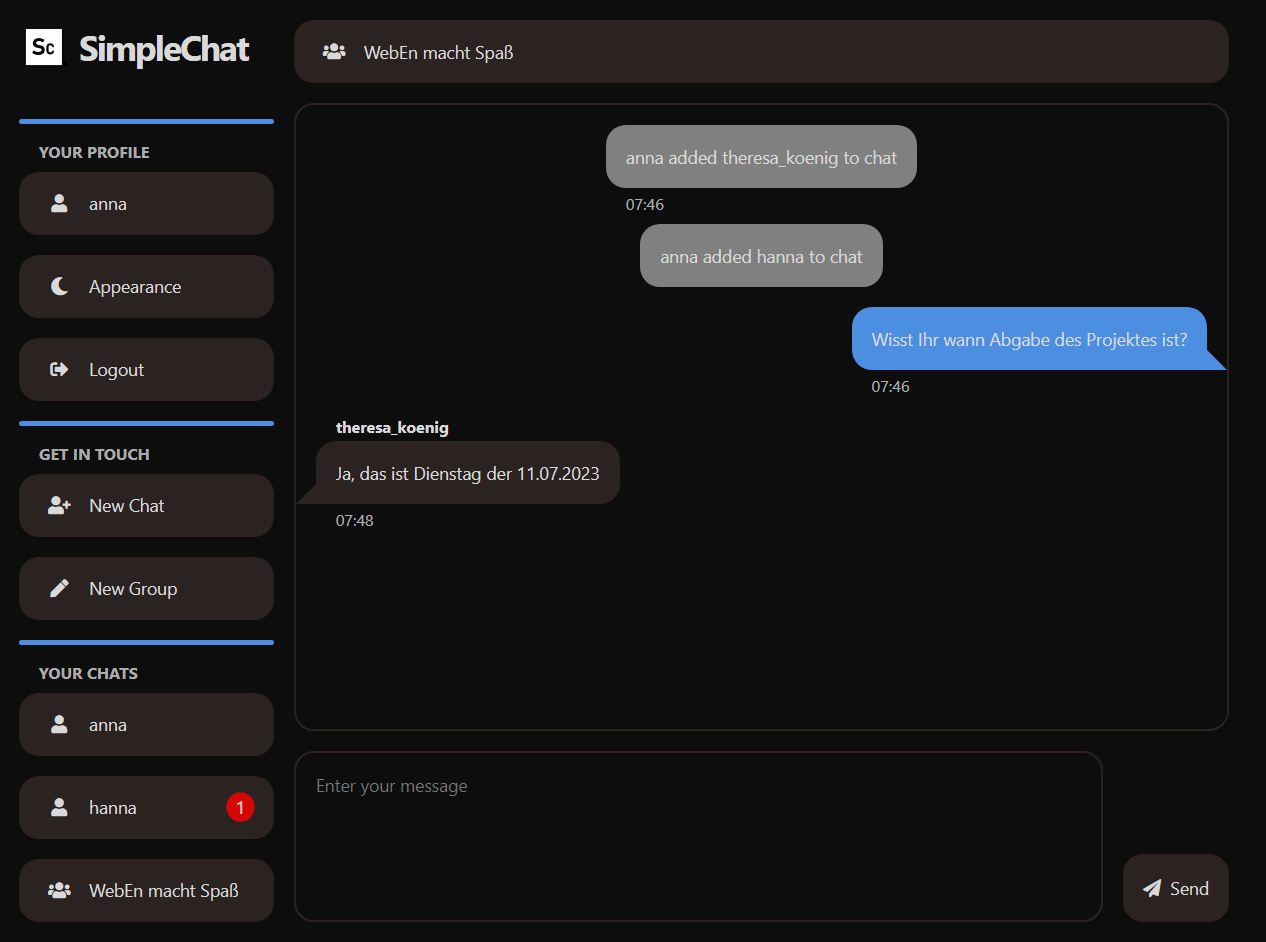 Sc SimpleChat
YOUR PROFILE
anna
Appearance
Logout
GET IN TOUCH
New Chat
New Group
YOUR CHATS
anna
hanna 1
WebEn macht Spaß
WebEn macht Spaß
anna added theresa_koenig to chat
07:46
anna added hanna to chat
Wisst Ihr wann Abgabe des Projektes ist?
07:46
theresa_koenig
Ja, das ist Dienstag der 11.07.2023
07:48
Enter your message
Send